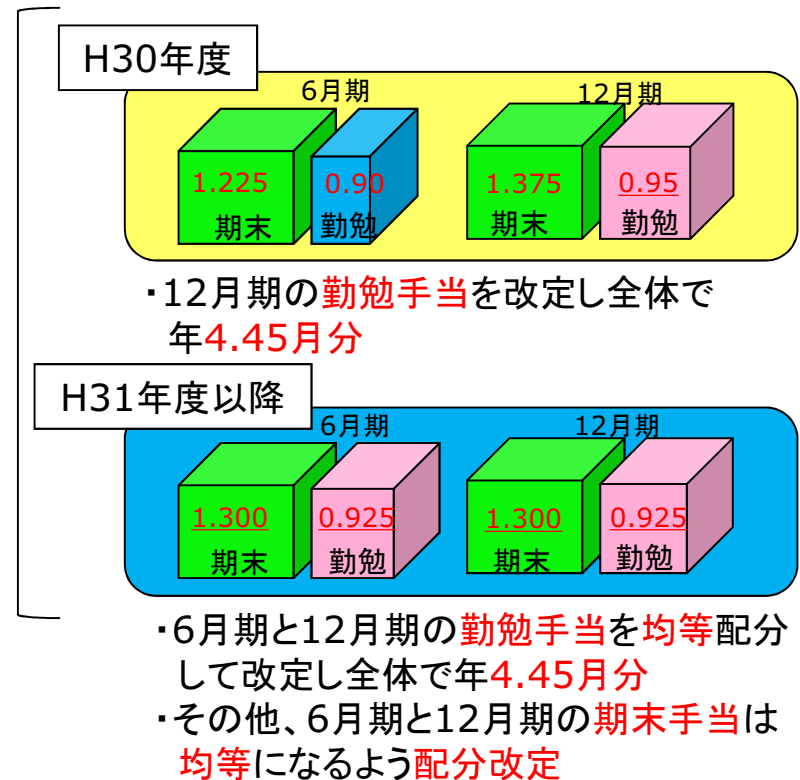 H30年度
6月期
12月期
1.225
0.90
1.375
0.95
期末
勤勉
期末
勤勉
・12月期の勤勉手当を改定し全体で
年4.45月分
H31年度以降
6月期
12月期
1.300
0.925
1.300
0.925
期末
勤勉
期末
勤勉
・6月期と12月期の勤勉手当を均等配分
して改定し全体で年4.45月分
・その他、6月期と12月期の期末手当は
均等になるよう配分改定